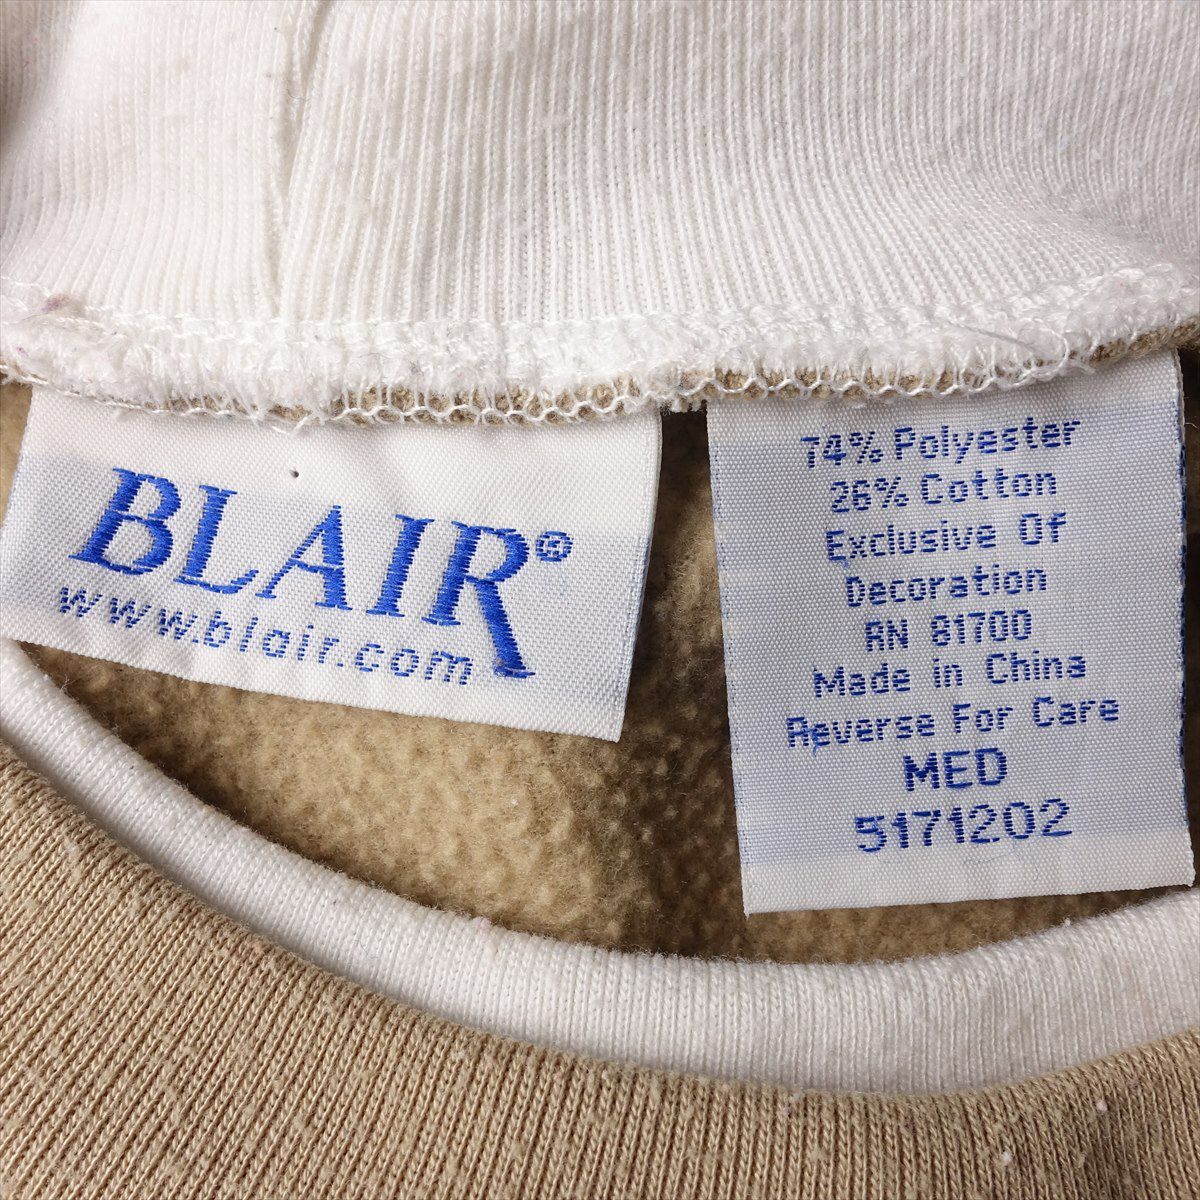 BLAIR®
www.blair.com
74% Polyester
26% Cotton
Exclusive Of
Decoration
RN 81700
Made in China
Reverse For Care
MED
5171202